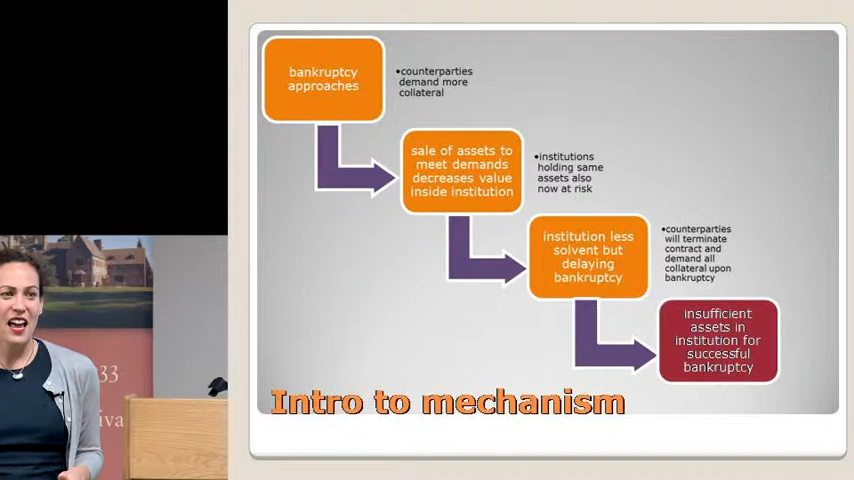 bankruptcy
approaches
•counterparties
demand more
collateral
sale of assets to
meet demands
decreases value
inside institution
•institutions
holding same
assets also
now at risk
institution less
solvent but
delaying
bankruptcy
•counterparties
will terminate
contract and
demand all
collateral upon
bankruptcy
insufficient
assets in
institution for
successful
bankruptcy
Intro to mechanism
33
iva